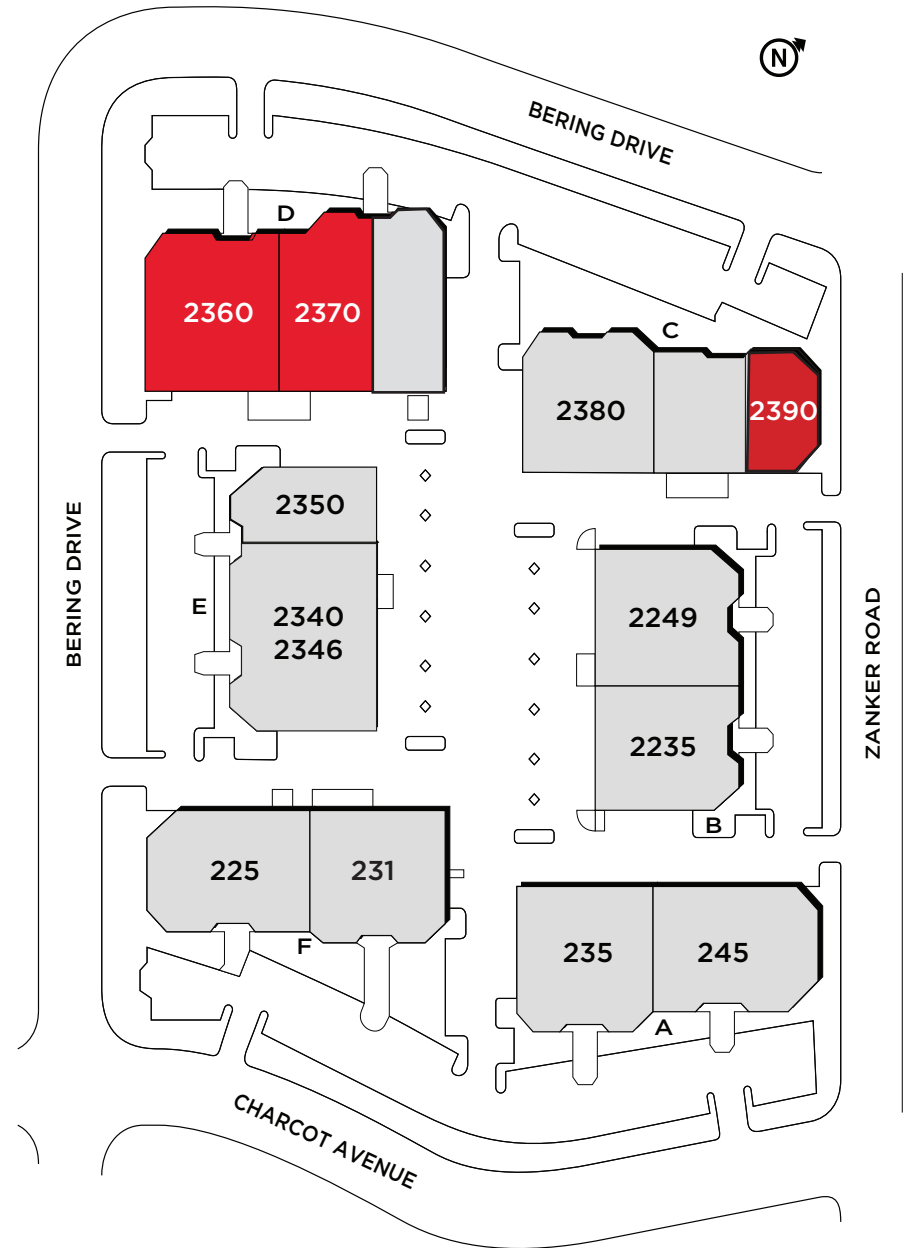 N
BERING DRIVE
D
2360
2370
C
2380
2390
2350
BERING DRIVE
E
2340
2346
2249
ZANKER ROAD
2235
B
225
231
F
235
245
A
CHARCOT AVENUE